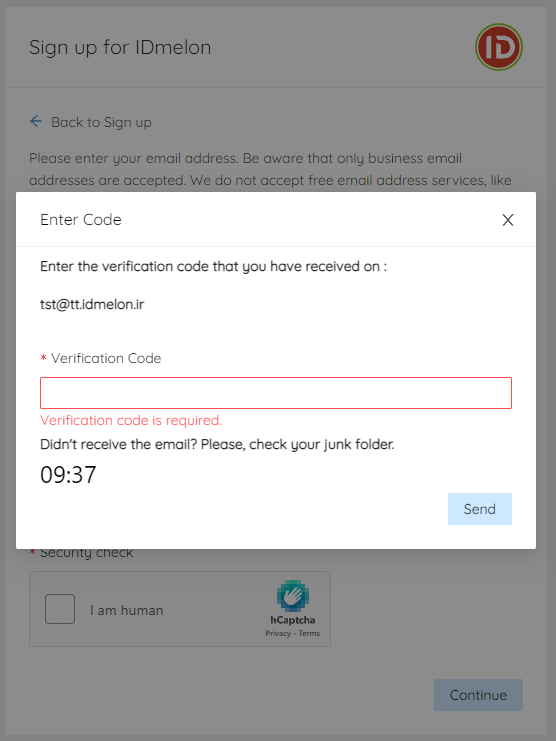 Sign up for IDmelon
ID
Back to Sign up
Please enter your email address. Be aware that only business email
addresses are accepted. We do not accept free email address services, like
Enter Code
X
Enter the verification code that you have received on :
tst@tt.idmelon.ir
* Verification Code
Verification code is required.
Didn't receive the email? Please, check your junk folder.
09:37
Send
* Security check
I am human
hCaptcha
Privacy - Terms
Continue